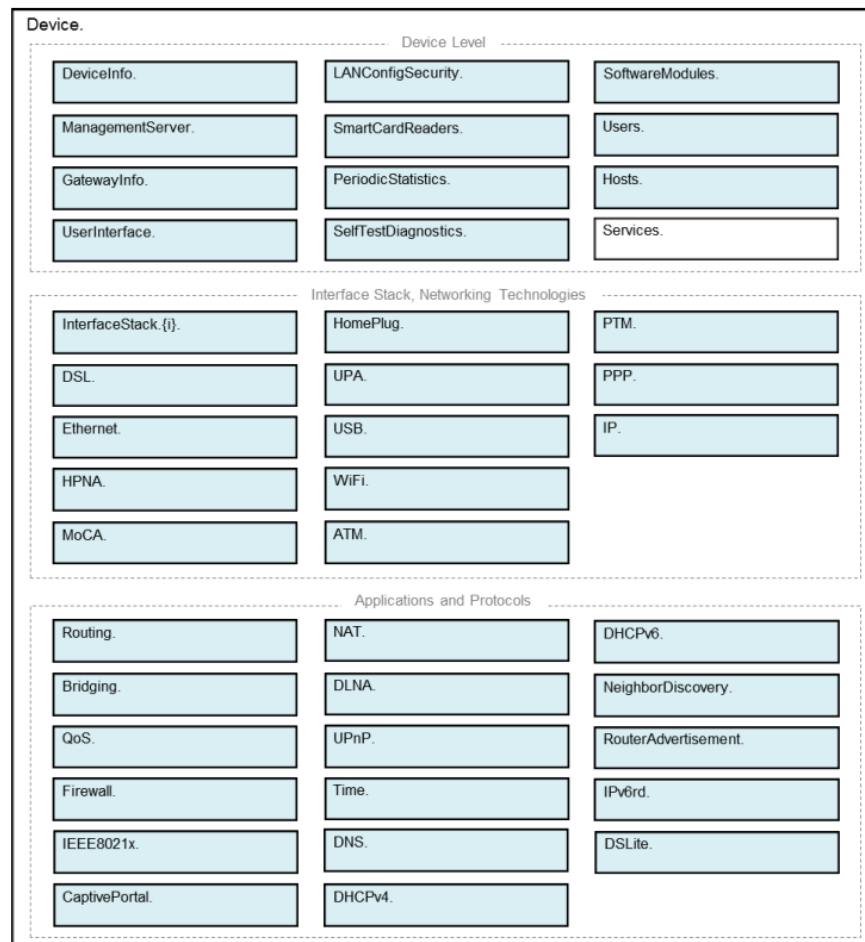 Device.
Device Level
DeviceInfo.
LANConfigSecurity.
SoftwareModules.
ManagementServer.
SmartCardReaders.
Users.
GatewayInfo.
PeriodicStatistics.
Hosts.
UserInterface.
SelfTestDiagnostics.
Services.
Interface Stack, Networking Technologies
InterfaceStack.{i}.
HomePlug.
PTM.
DSL.
UPA.
PPP.
Ethernet.
USB.
IP.
HPNA.
WiFi.
MoCA.
ATM.
Applications and Protocols
Routing.
NAT.
DHCPv6.
Bridging.
DLNA.
NeighborDiscovery.
QoS.
UPnP.
RouterAdvertisement.
Firewall.
Time.
IPv6rd.
IEEE8021x.
DNS.
DSLite.
CaptivePortal.
DHCPv4.